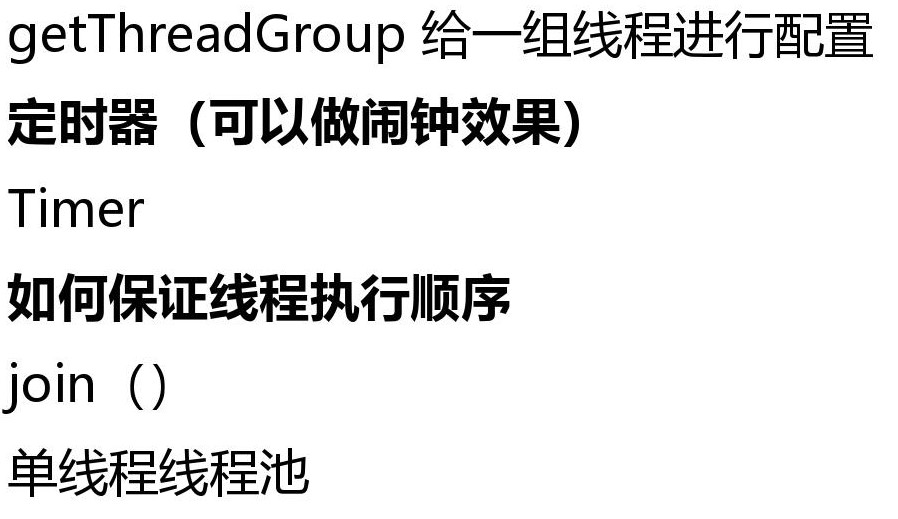 getThreadGroup 给一组线程进行配置
定时器（可以做闹钟效果）
Timer
如何保证线程执行顺序
join（）
单线程线程池